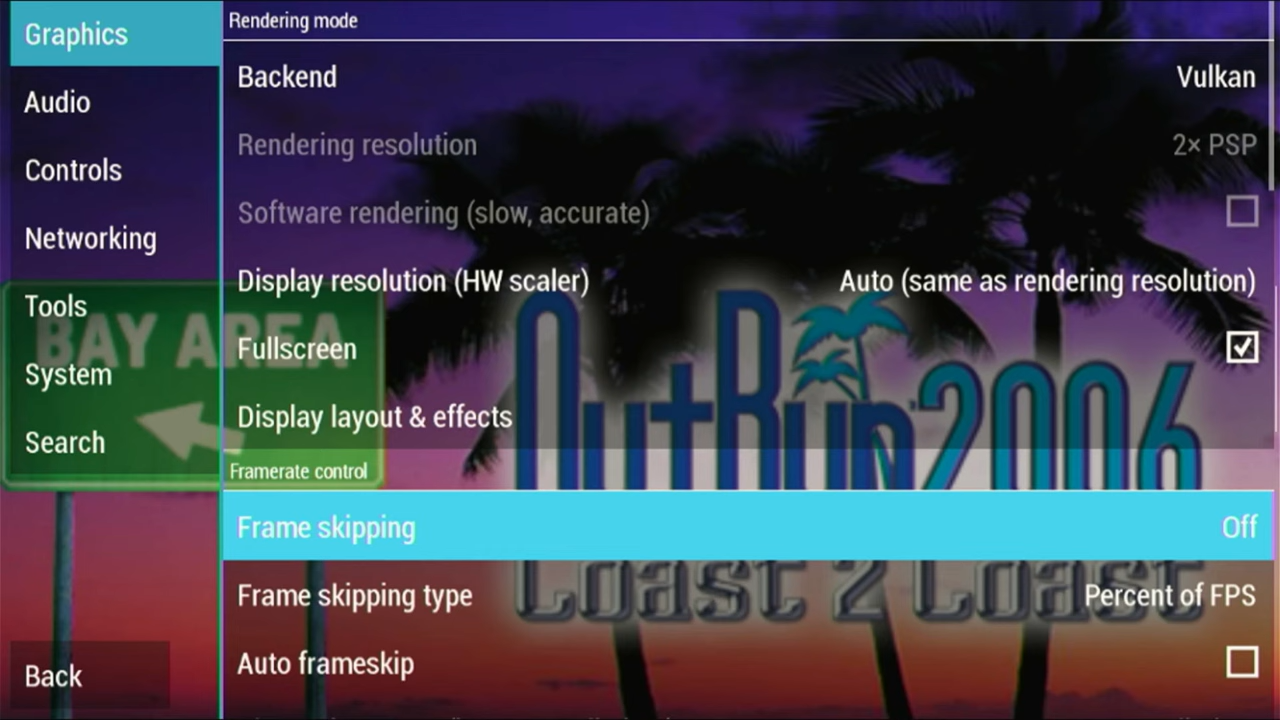 Graphics
Audio
Controls
Networking
Tools
System
Search
Back
Rendering mode
Backend Vulkan
Rendering resolution 2× PSP
Software rendering (slow, accurate)
Display resolution (HW scaler) Auto (same as rendering resolution)
Fullscreen
Display layout & effects
Framerate control
Frame skipping Off
Frame skipping type Percent of FPS
Auto frameskip
BAY AREA
OutRun 2006
Coast 2 Coast